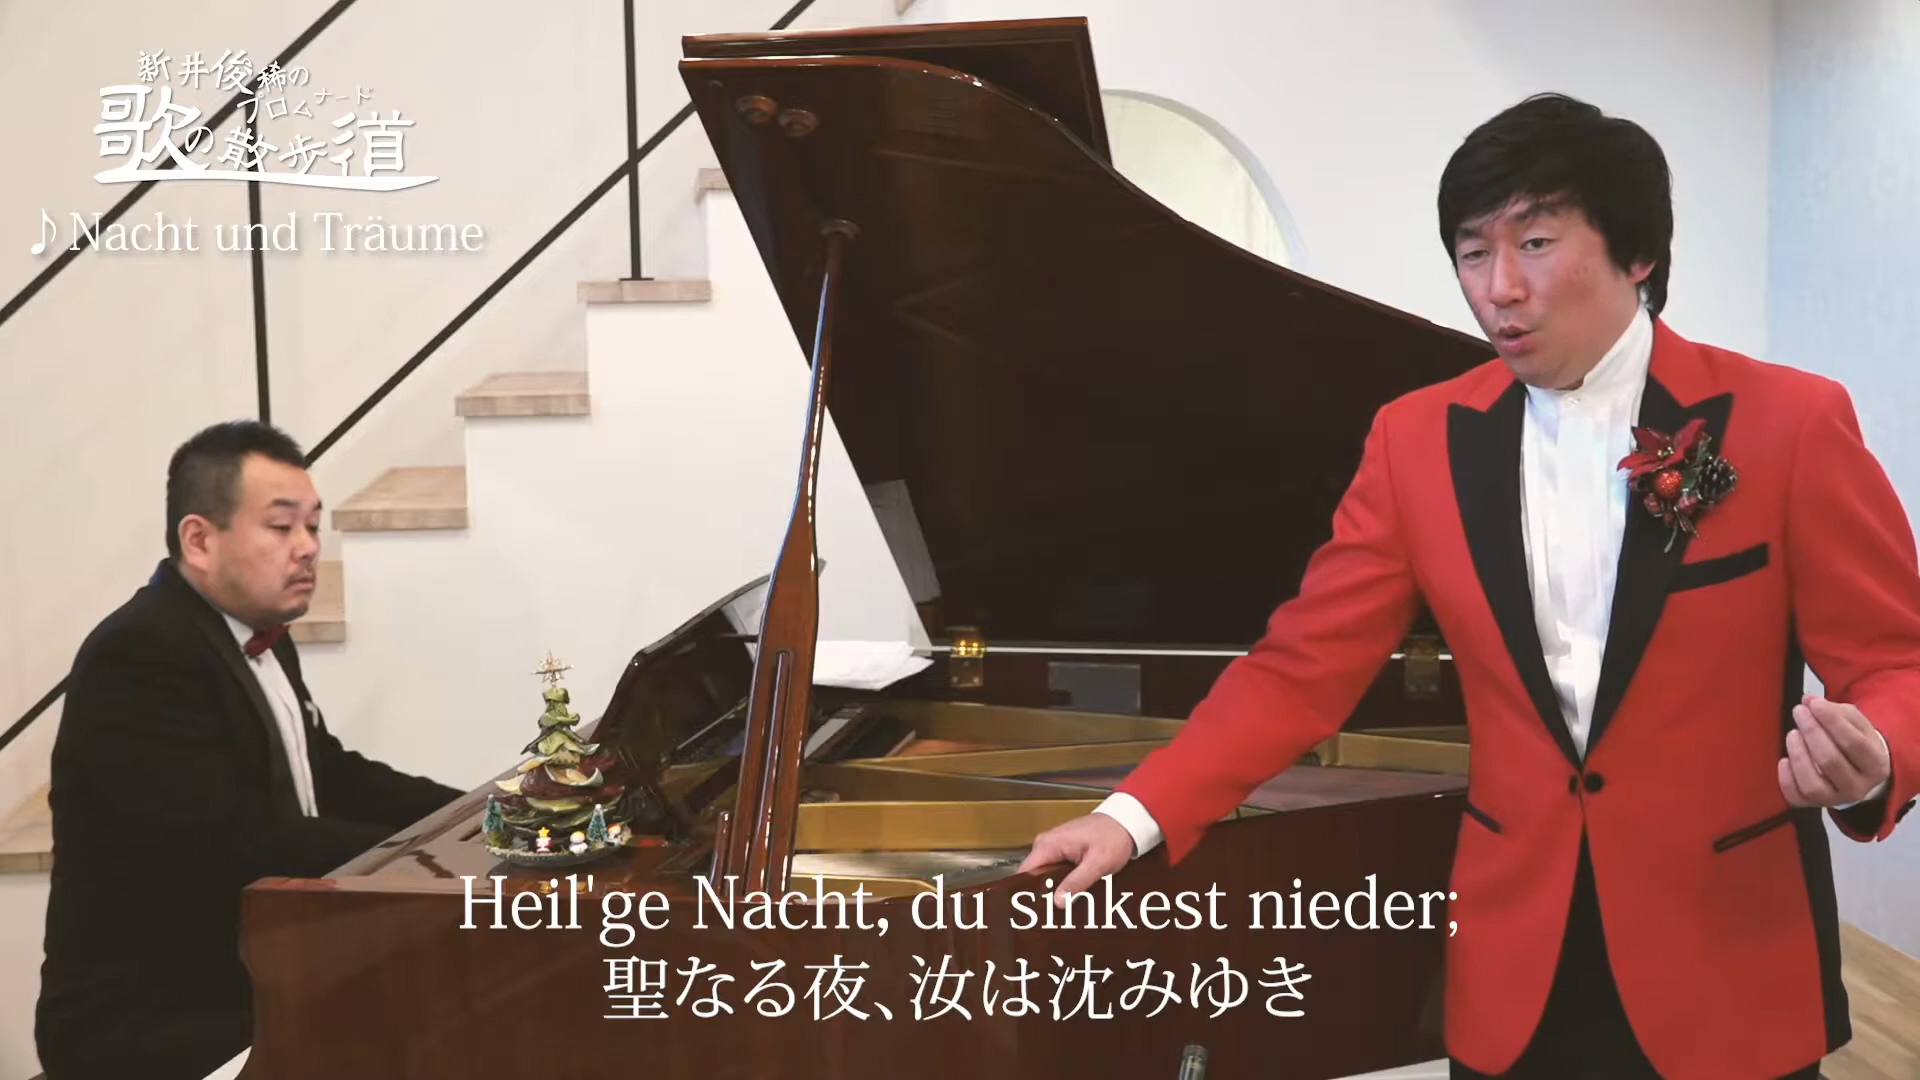 新井俊稀の
プロムナード
歌の散歩道
♪Nacht und Träume
Heil'ge Nacht, du sinkest nieder;
聖なる夜、汝は沈みゆき